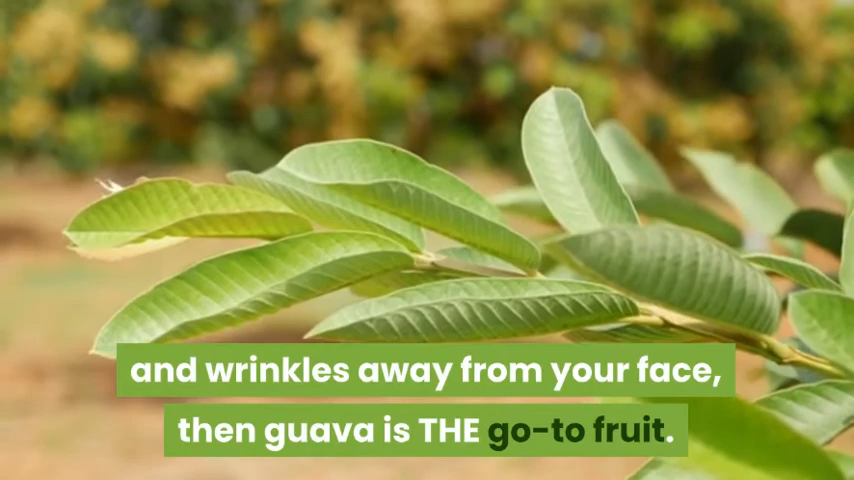 and wrinkles away from your face,
then guava is THE go-to fruit.